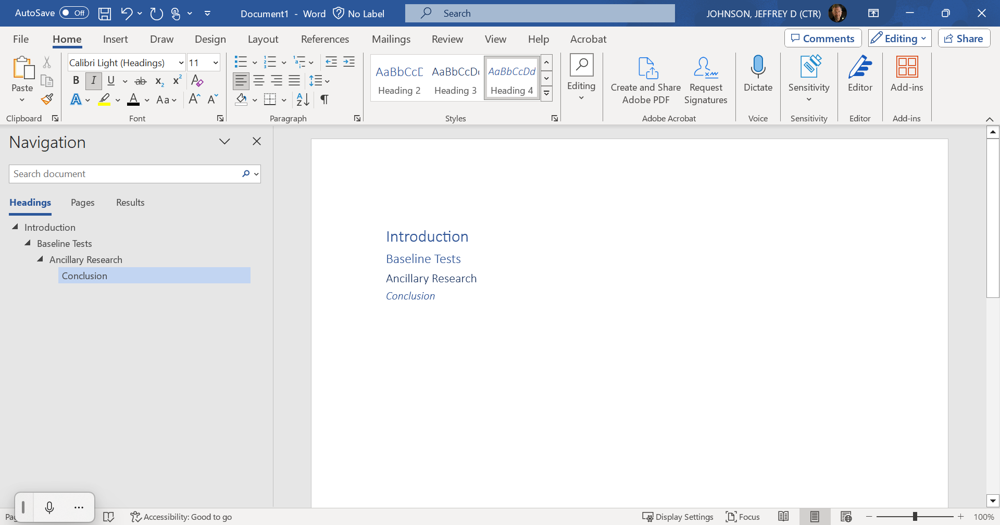 AutoSave Off Document1 - Word No Label Search JOHNSON, JEFFREY D (CTR)
File Home Insert Draw Design Layout References Mailings Review View Help Acrobat Comments Editing Share
Paste
Clipboard
Calibri Light (Headings) 11
B I U ab x2 x2 A
A A Aa A A
Font
Paragraph
AaBbCcD AaBbCcD AaBbCcDd
Heading 2 Heading 3 Heading 4
Styles
Editing
Create and Share
Adobe PDF
Request
Signatures
Adobe Acrobat
Dictate
Voice
Sensitivity
Sensitivity
Editor
Editor
Add-ins
Add-ins
Navigation
Search document
Headings Pages Results
Introduction
Baseline Tests
Ancillary Research
Conclusion
Introduction
Baseline Tests
Ancillary Research
Conclusion
Accessibility: Good to go Display Settings Focus 100%